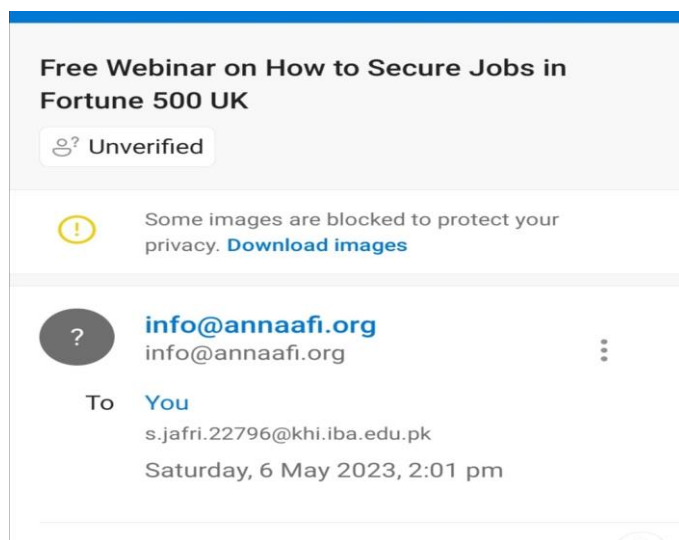 Free Webinar on How to Secure Jobs in
Fortune 500 UK
Unverified
Some images are blocked to protect your
privacy. Download images
?
info@annaafi.org
info@annaafi.org
To You
s.jafri.22796@khi.iba.edu.pk
Saturday, 6 May 2023, 2:01 pm